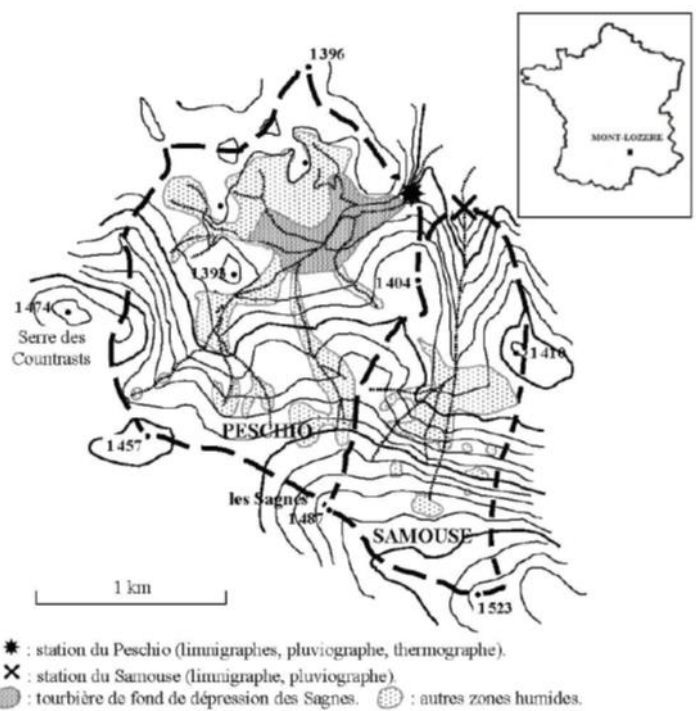 1396
MONT-LOZERE
1393
1404
1474
Serre des
Countrasts
1410
PESCHIO
1457
les Sagnes
1487
SAMOUSE
1 km
1523
: station du Peschio (limnigraphes, pluviographe, thermographe).
: station du Samouse (limnigraphe, pluviographe).
: tourbière de fond de dépression des Sagnes. : autres zones humides.